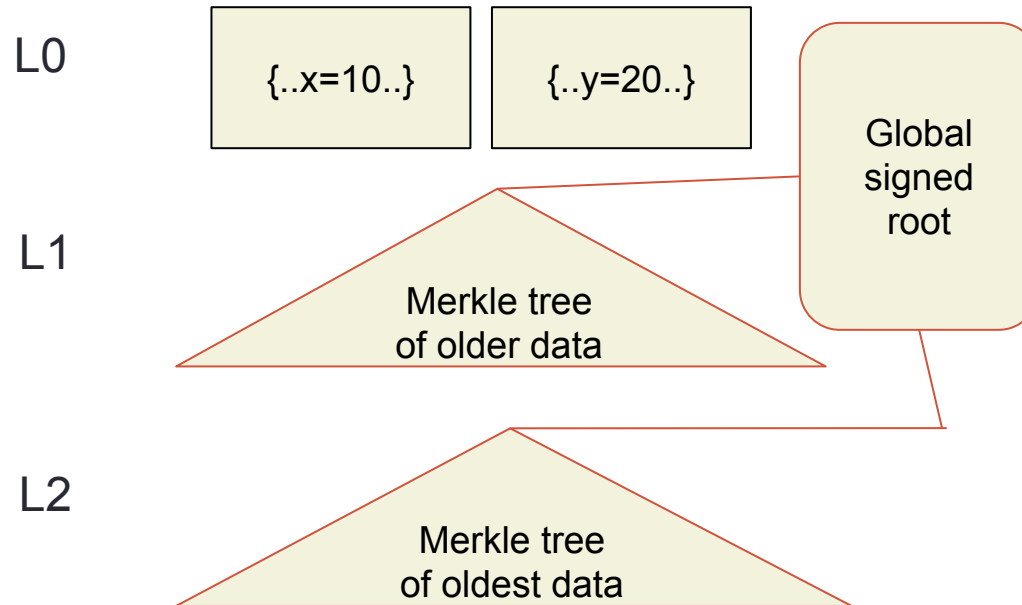 L0
{..x=10..}
{..y=20..}
Global
signed
root
L1
Merkle tree
of older data
L2
Merkle tree
of oldest data